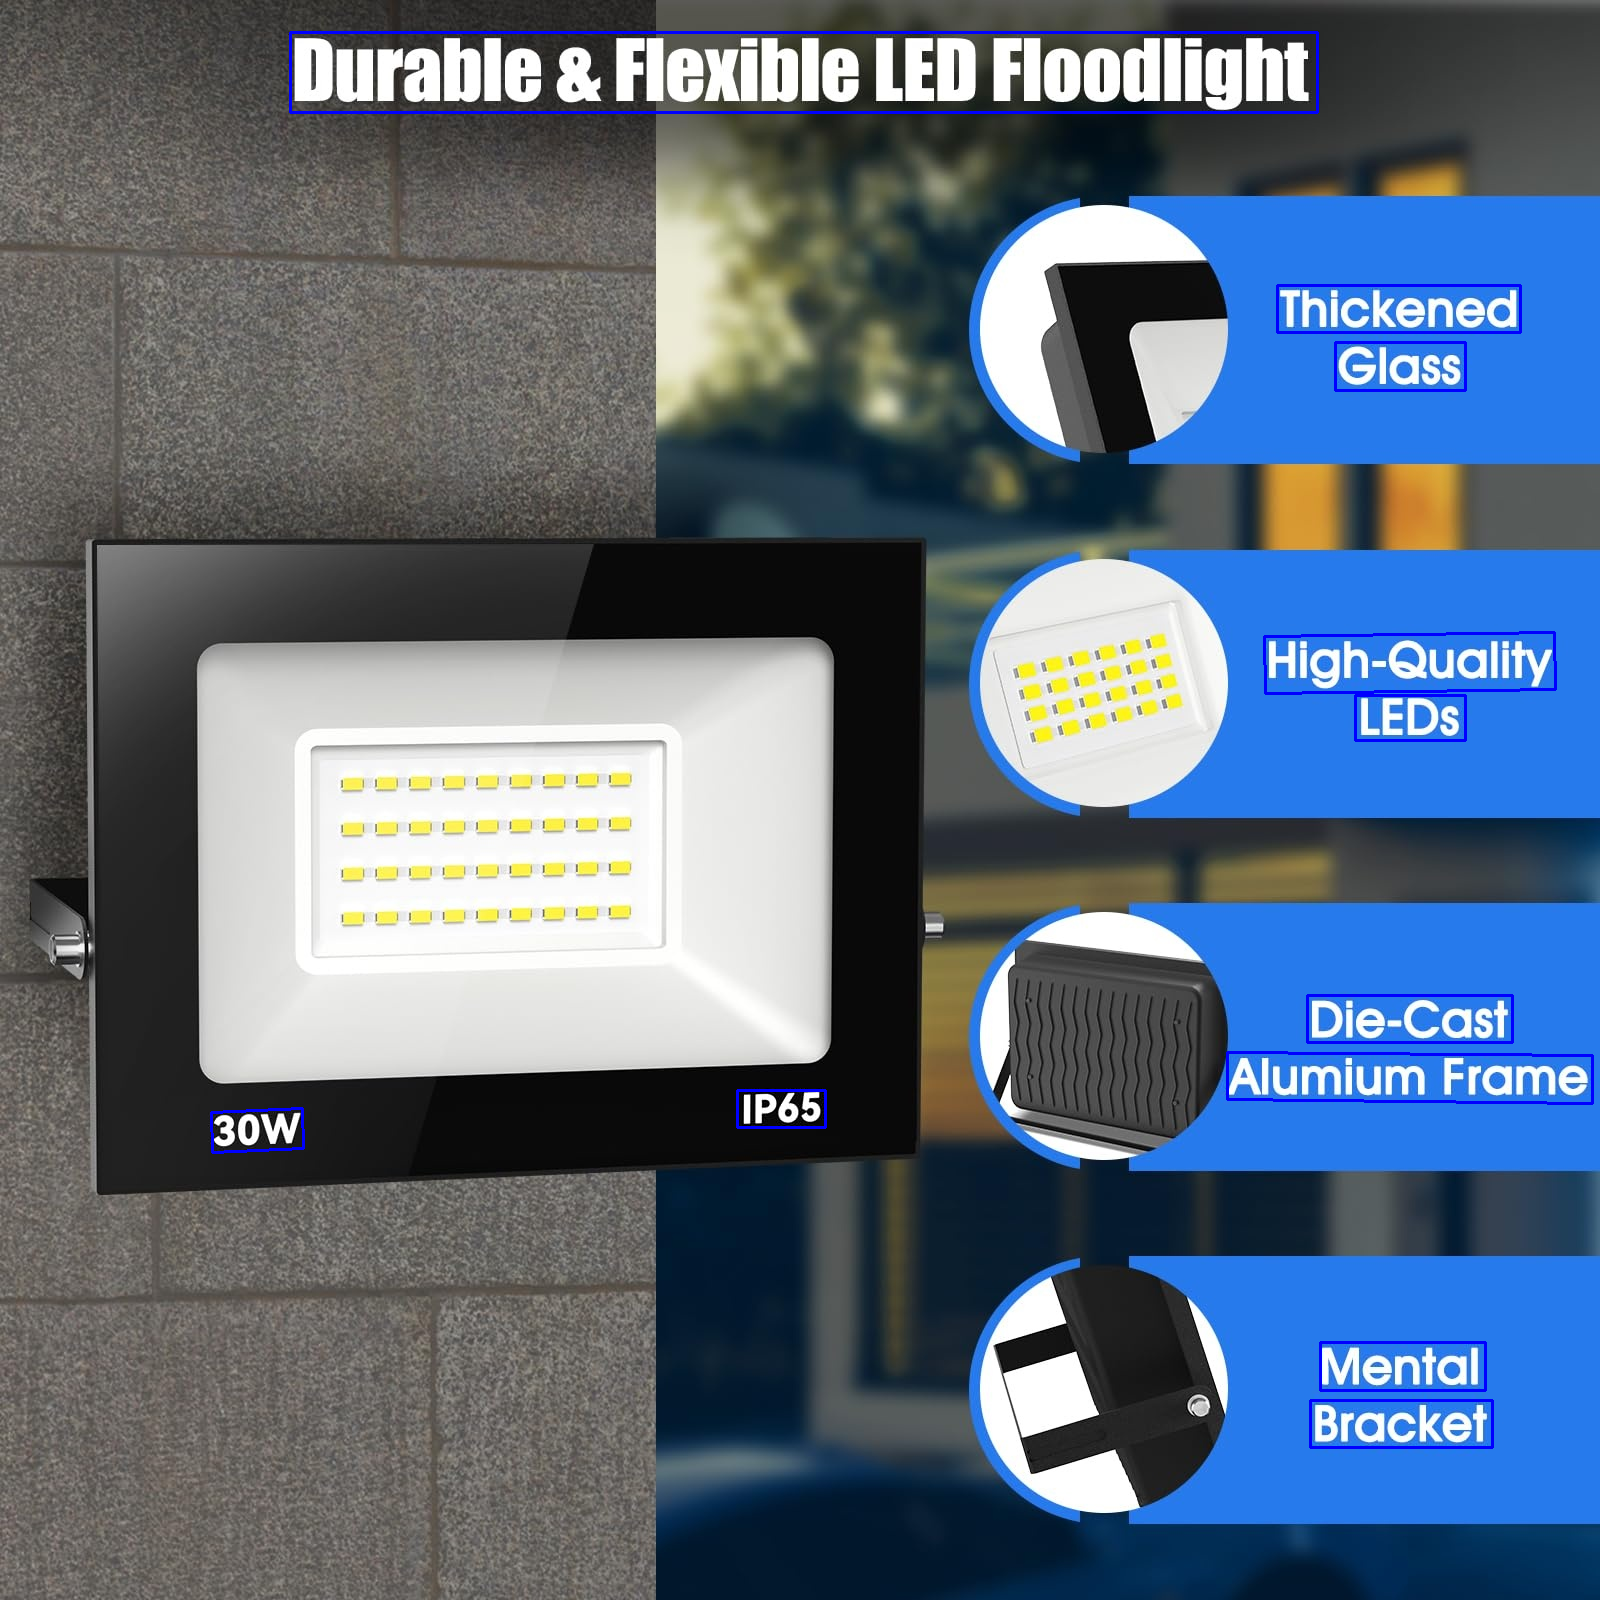 Durable & Flexible LED Floodlight
Thickened
Glass
High-Quality
LEDs
Die-Cast
Alumium Frame
30W
IP65
Mental
Bracket